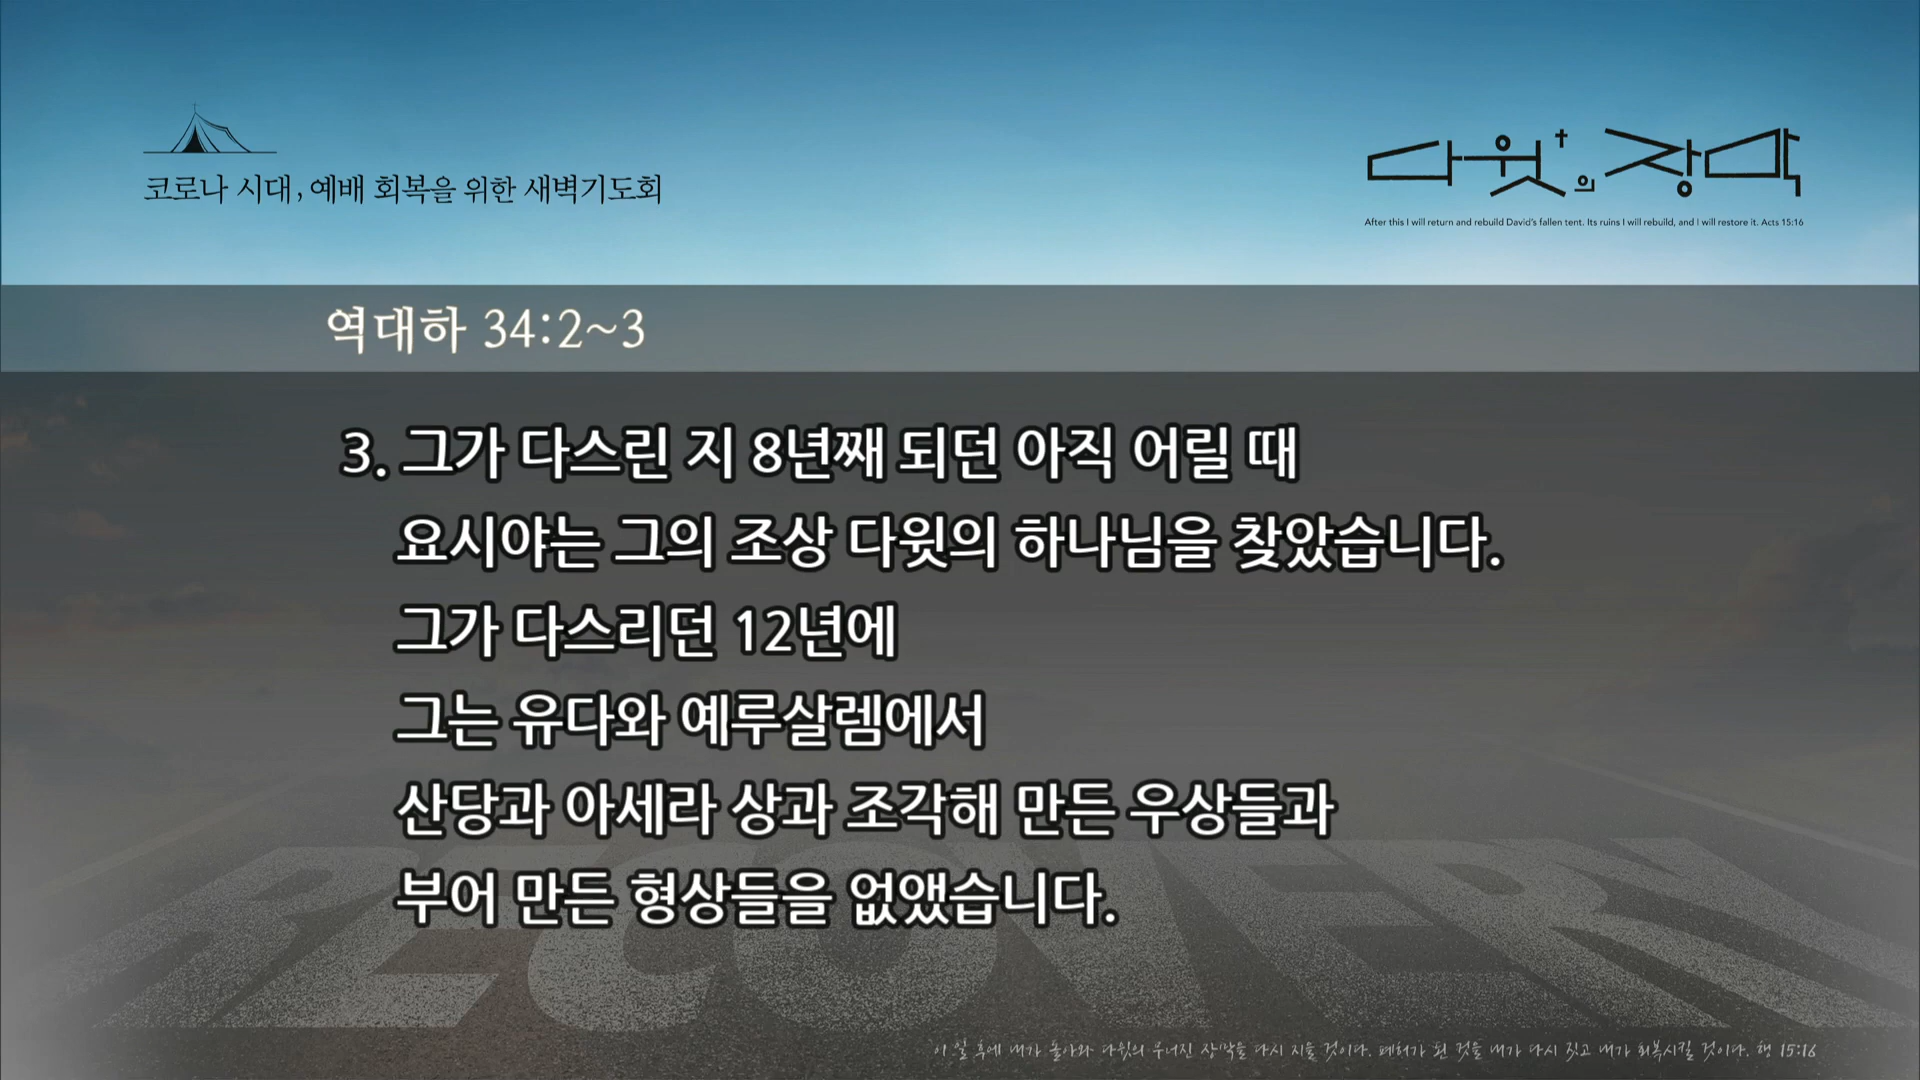 코로나 시대, 예배 회복을 위한 새벽기도회
다윗의 장막
After this I will return and rebuild David's fallen tent. Its ruins I will rebuild, and I will restore it. Acts 15:16
역대하 34:2~3
3. 그가 다스린 지 8년째 되던 아직 어릴 때
요시야는 그의 조상 다윗의 하나님을 찾았습니다.
그가 다스리던 12년에
그는 유다와 예루살렘에서
산당과 아세라 상과 조각해 만든 우상들과
부어 만든 형상들을 없앴습니다.
RECOVERY
이 일 후에 내가 돌아와 다윗의 무너진 장막을 다시 지을 것이다. 폐허가 된 것을 내가 다시 짓고 내가 회복시킬 것이다. 행 15:16